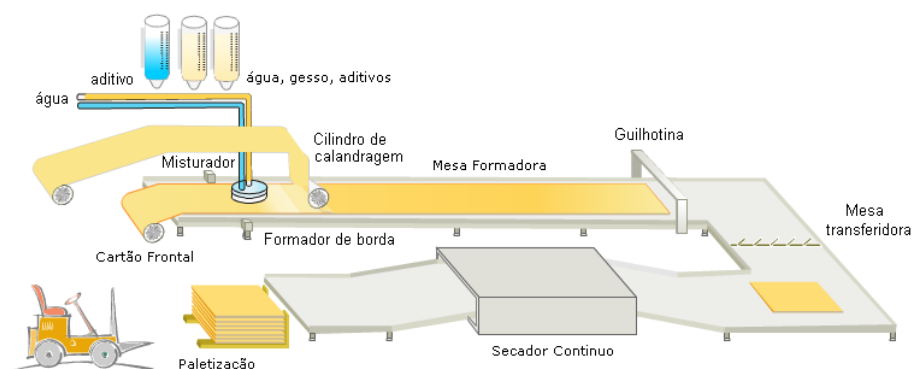 aditivo
água, gesso, aditivos
água
Cilindro de
calandragem
Guilhotina
Misturador
Mesa Formadora
Mesa
transferidora
Formador de borda
Cartão Frontal
Secador Continuo
Paletização